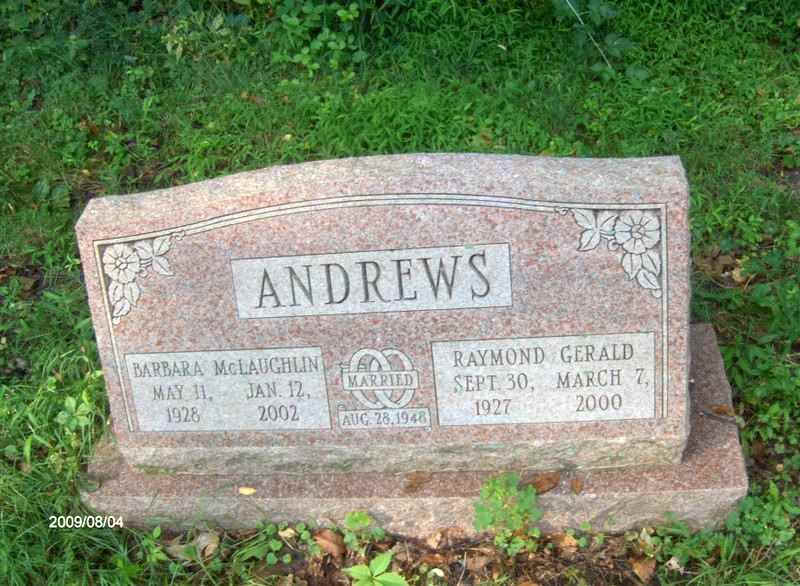 ANDREWS
BARBARA McLAUGHLIN
MAY 11, JAN. 12,
1928 2002
MARRIED
AUG. 28, 1948
RAYMOND GERALD
SEPT. 30, MARCH 7,
1927 2000
2009/08/04